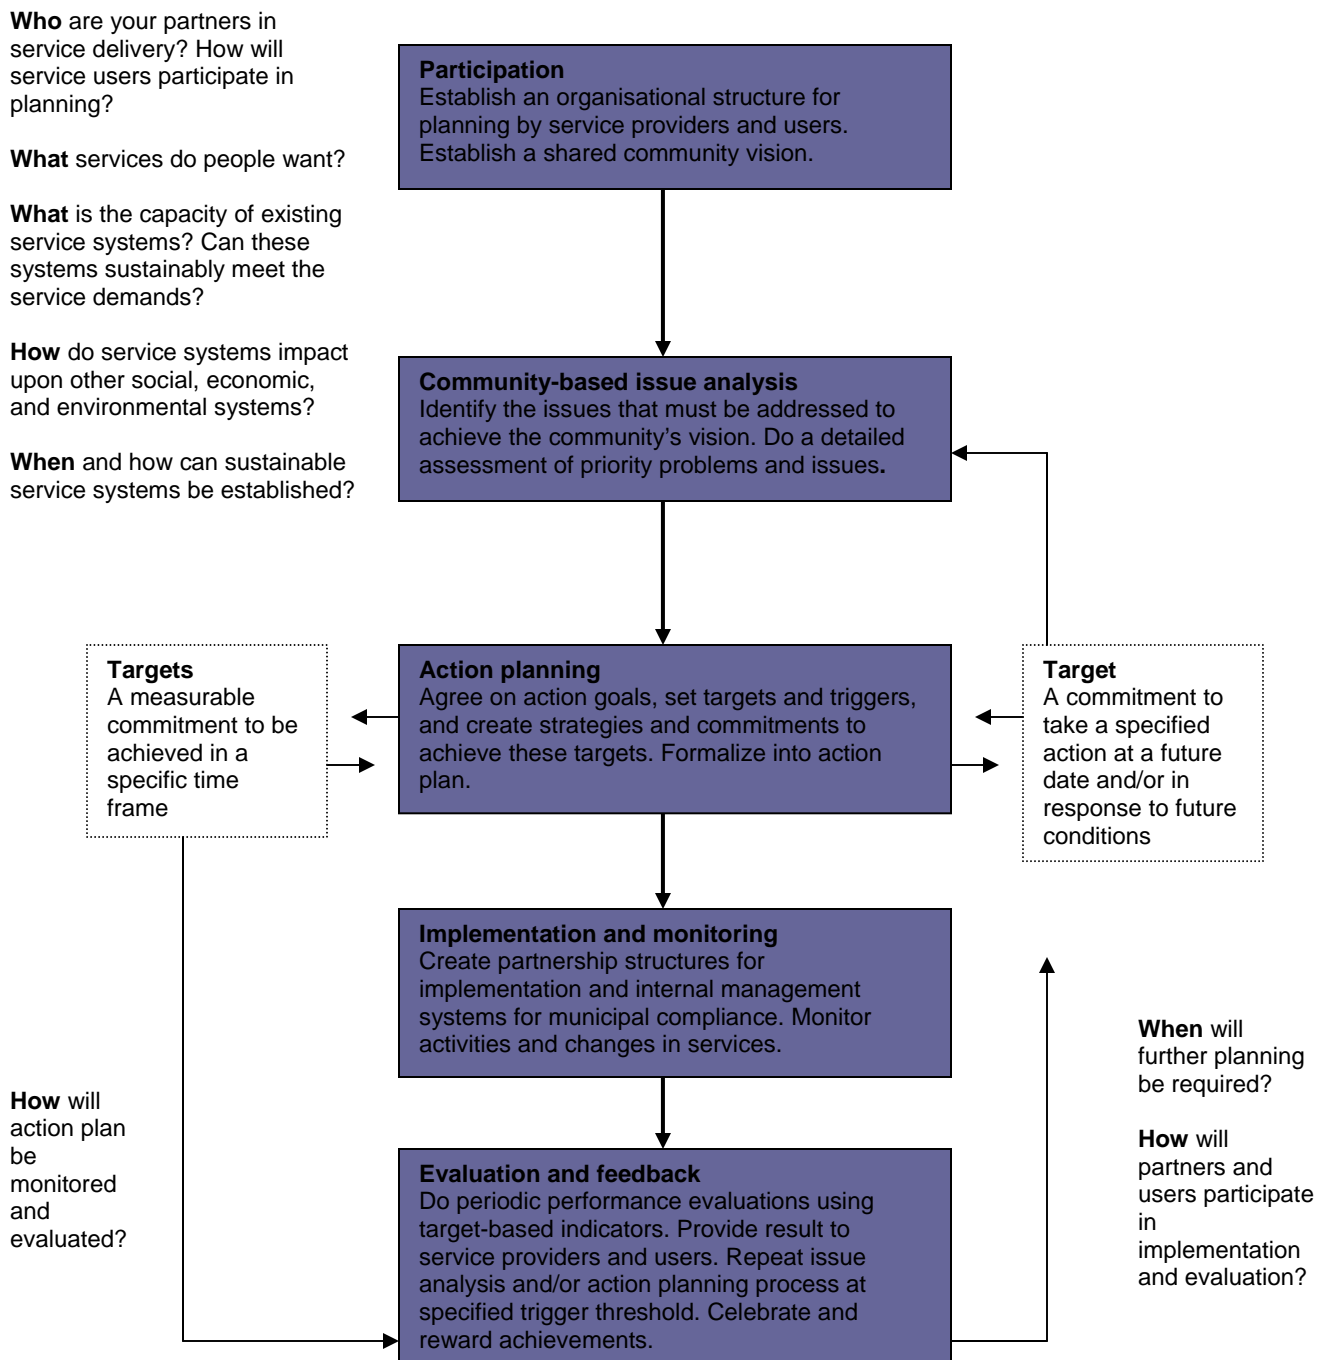 Who are your partners in
service delivery? How will
service users participate in
planning?
What services do people want?
What is the capacity of existing
service systems? Can these
systems sustainably meet the
service demands?
How do service systems impact
upon other social, economic,
and environmental systems?
When and how can sustainable
service systems be established?
Participation
Establish an organisational structure for
planning by service providers and users.
Establish a shared community vision.
Community-based issue analysis
Identify the issues that must be addressed to
achieve the community’s vision. Do a detailed
assessment of priority problems and issues.
Targets
A measurable
commitment to be
achieved in a
specific time
frame
Action planning
Agree on action goals, set targets and triggers,
and create strategies and commitments to
achieve these targets. Formalize into action
plan.
Target
A commitment to
take a specified
action at a future
date and/or in
response to future
conditions
Implementation and monitoring
Create partnership structures for
implementation and internal management
systems for municipal compliance. Monitor
activities and changes in services.
How will
action plan
be
monitored
and
evaluated?
Evaluation and feedback
Do periodic performance evaluations using
target-based indicators. Provide result to
service providers and users. Repeat issue
analysis and/or action planning process at
specified trigger threshold. Celebrate and
reward achievements.
When will
further planning
be required?
How will
partners and
users participate
in
implementation
and evaluation?